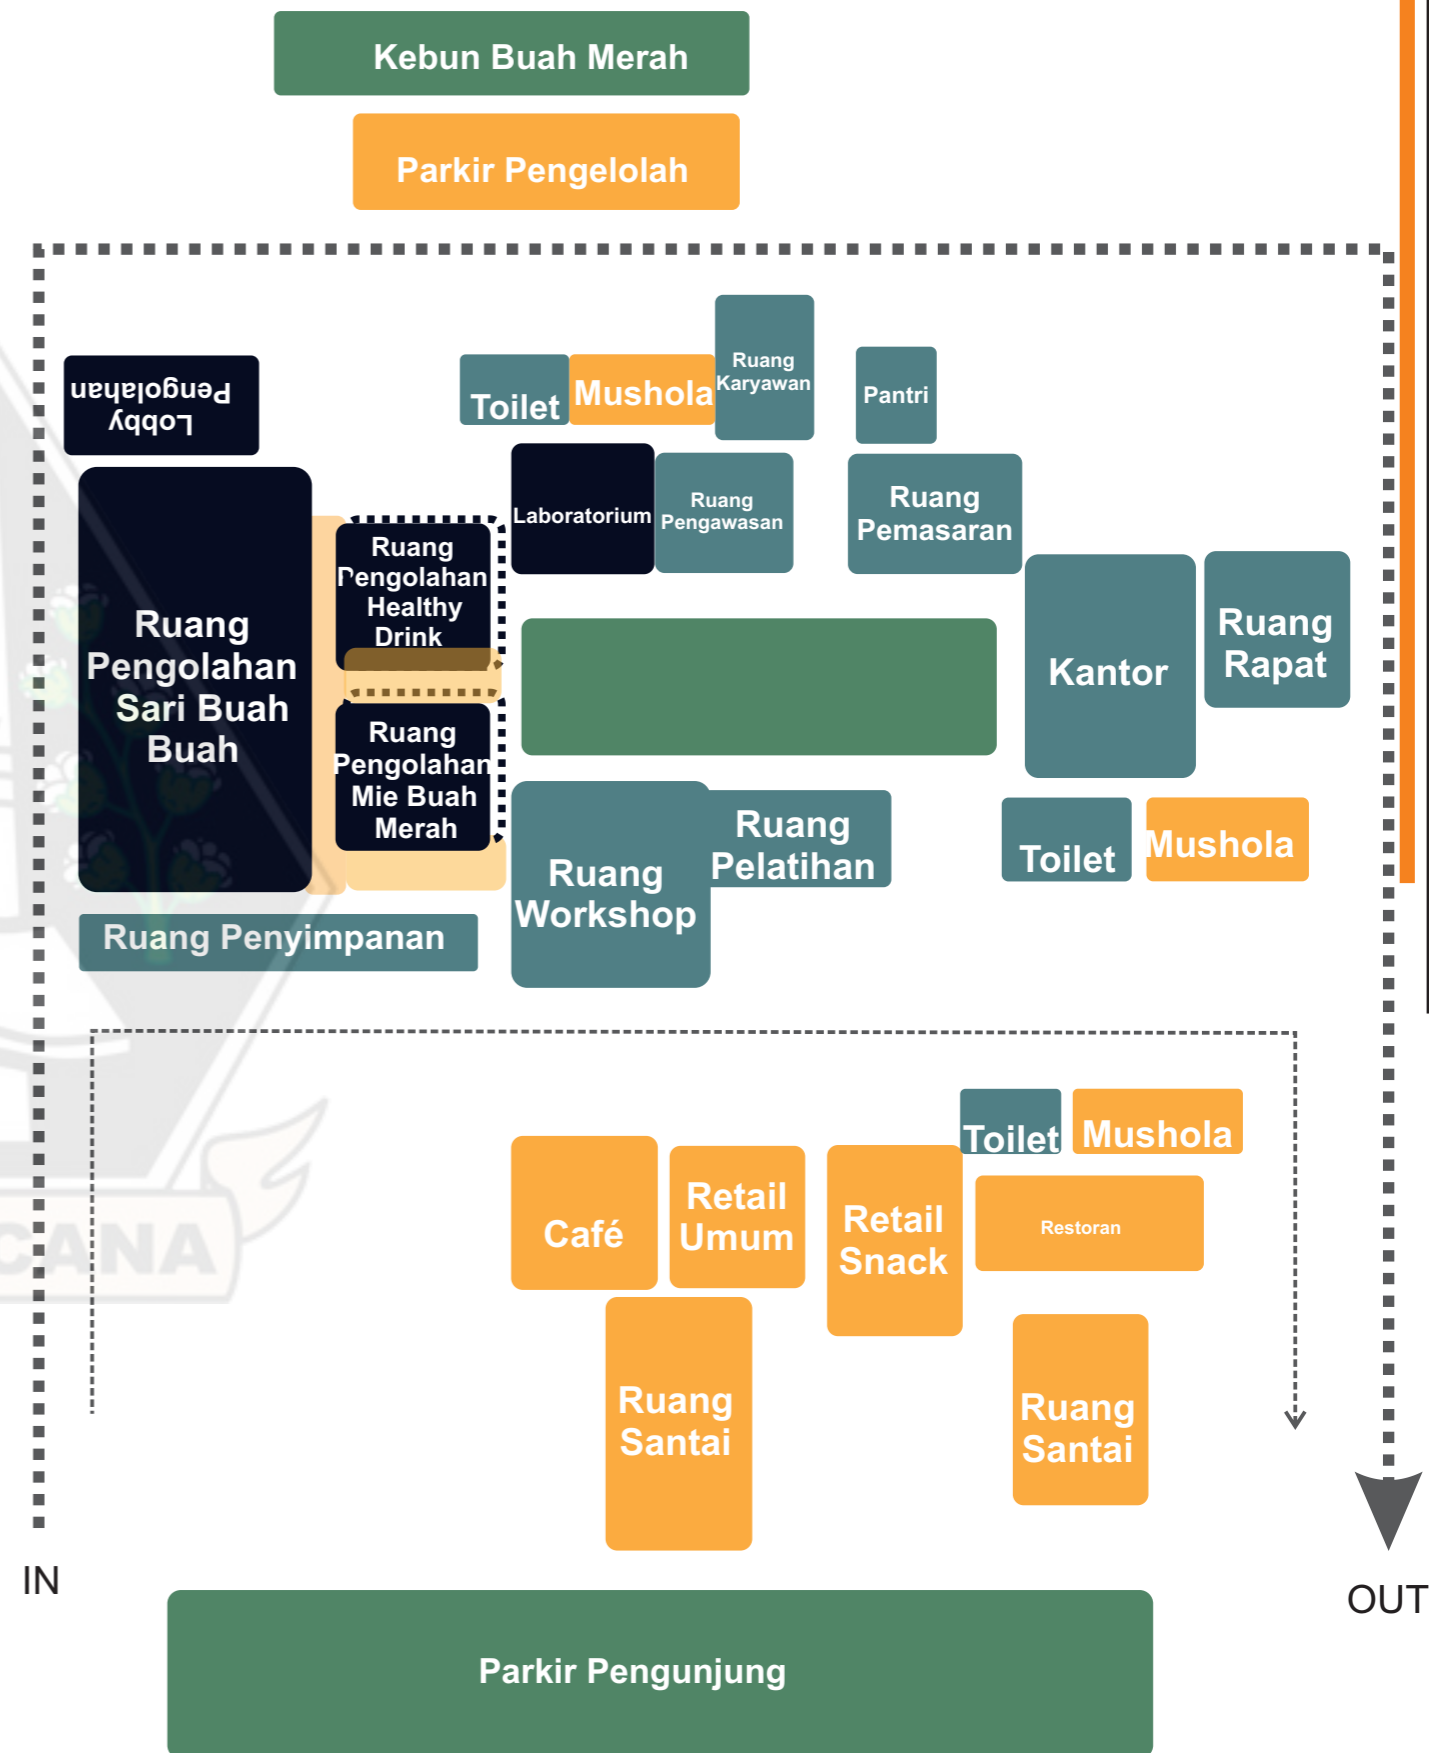 Kebun Buah Merah
Parkir Pengelolah
Lobby
Pengolahan
Toilet
Mushola
Ruang
Karyawan
Pantri
Laboratorium
Ruang
Pengawasan
Ruang
Pemasaran
Ruang
Pengolahan
Healthy
Drink
Ruang
Pengolahan
Sari Buah
Buah
Ruang
Pengolahan
Mie Buah
Merah
Kantor
Ruang
Rapat
Ruang
Workshop
Ruang
Pelatihan
Toilet
Mushola
Ruang Penyimpanan
Toilet
Mushola
Café
Retail
Umum
Retail
Snack
Restoran
CANA
Ruang
Santai
Ruang
Santai
IN
OUT
Parkir Pengunjung